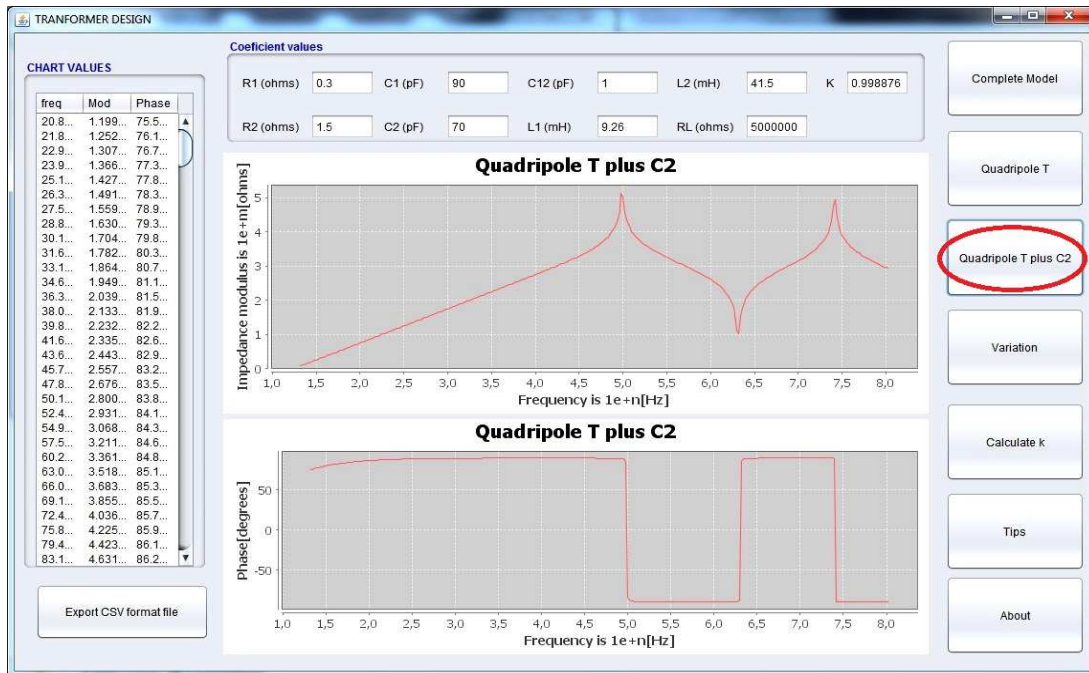 TRANFORMER DESIGN
CHART VALUES
freq Mod Phase
20.8... 1.199... 75.5...
21.8... 1.252... 76.1...
22.9... 1.307... 76.7...
23.9... 1.366... 77.3...
25.1... 1.427... 77.8...
26.3... 1.491... 78.3...
27.5... 1.559... 78.9...
28.8... 1.630... 79.3...
30.1... 1.704... 79.8...
31.6... 1.782... 80.3...
33.1... 1.864... 80.7...
34.6... 1.949... 81.1...
36.3... 2.039... 81.5...
38.0... 2.133... 81.9...
39.8... 2.232... 82.2...
41.6... 2.335... 82.6...
43.6... 2.443... 82.9...
45.7... 2.557... 83.2...
47.8... 2.676... 83.5...
50.1... 2.800... 83.8...
52.4... 2.931... 84.1...
54.9... 3.068... 84.3...
57.5... 3.211... 84.6...
60.2... 3.361... 84.8...
63.0... 3.518... 85.1...
66.0... 3.683... 85.3...
69.1... 3.855... 85.5...
72.4... 4.036... 85.7...
75.8... 4.225... 85.9...
79.4... 4.423... 86.1...
83.1... 4.631... 86.2...
Export CSV format file
Coeficient values
R1 (ohms) 0.3 C1 (pF) 90 C12 (pF) 1 L2 (mH) 41.5 K 0.998876
R2 (ohms) 1.5 C2 (pF) 70 L1 (mH) 9.26 RL (ohms) 5000000
Quadripole T plus C2
Impedance modulus is 1e+m[ohms]
5
4
3
2
1
0
1,0 1,5 2,0 2,5 3,0 3,5 4,0 4,5 5,0 5,5 6,0 6,5 7,0 7,5 8,0
Frequency is 1e+n[Hz]
Quadripole T plus C2
Phase[degrees]
50
0
-50
1,0 1,5 2,0 2,5 3,0 3,5 4,0 4,5 5,0 5,5 6,0 6,5 7,0 7,5 8,0
Frequency is 1e+n[Hz]
Complete Model
Quadripole T
Quadripole T plus C2
Variation
Calculate k
Tips
About